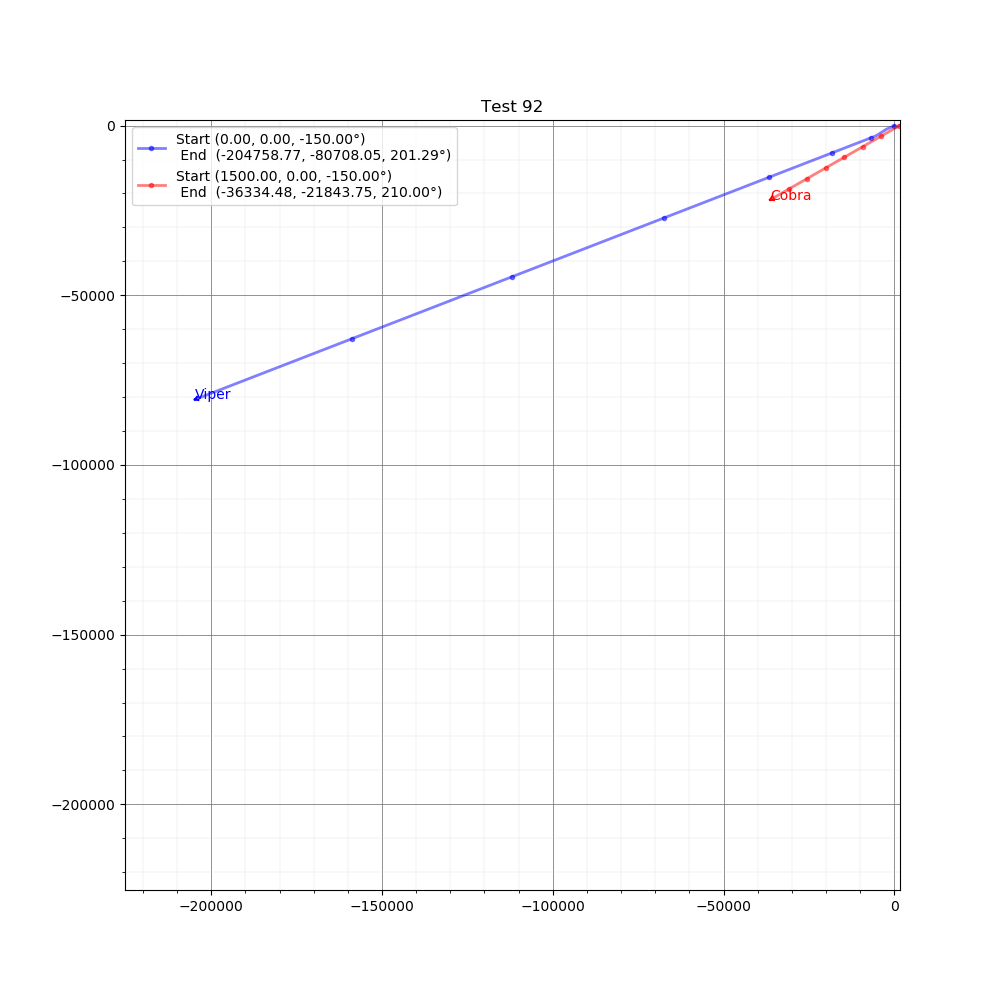 Test 92
Start (0.00, 0.00, -150.00°)
End (-204758.77, -80708.05, 201.29°)
Start (1500.00, 0.00, -150.00°)
End (-36334.48, -21843.75, 210.00°)
0
−50000
−100000
−150000
−200000
Cobra
Viper
−200000
−150000
−100000
−50000
0